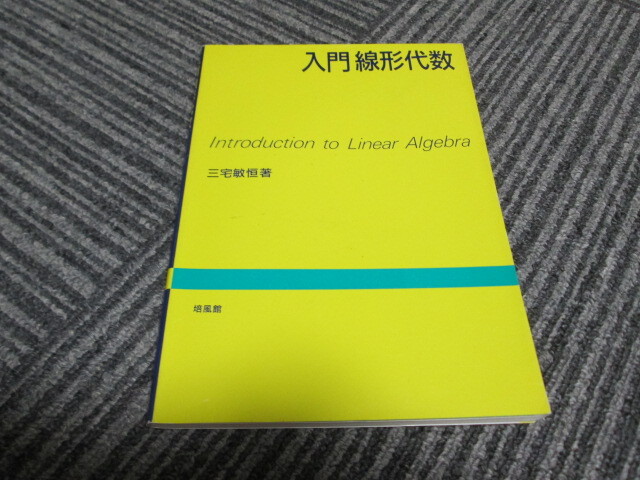 入門 線形代数
Introduction to Linear Algebra
三宅敏恒著
培風館